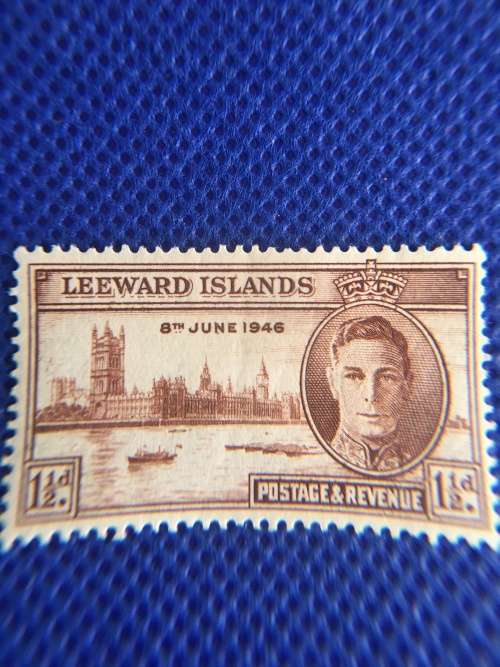 LEEWARD ISLANDS
8TH JUNE 1946
1½d.
POSTAGE & REVENUE
1½d.